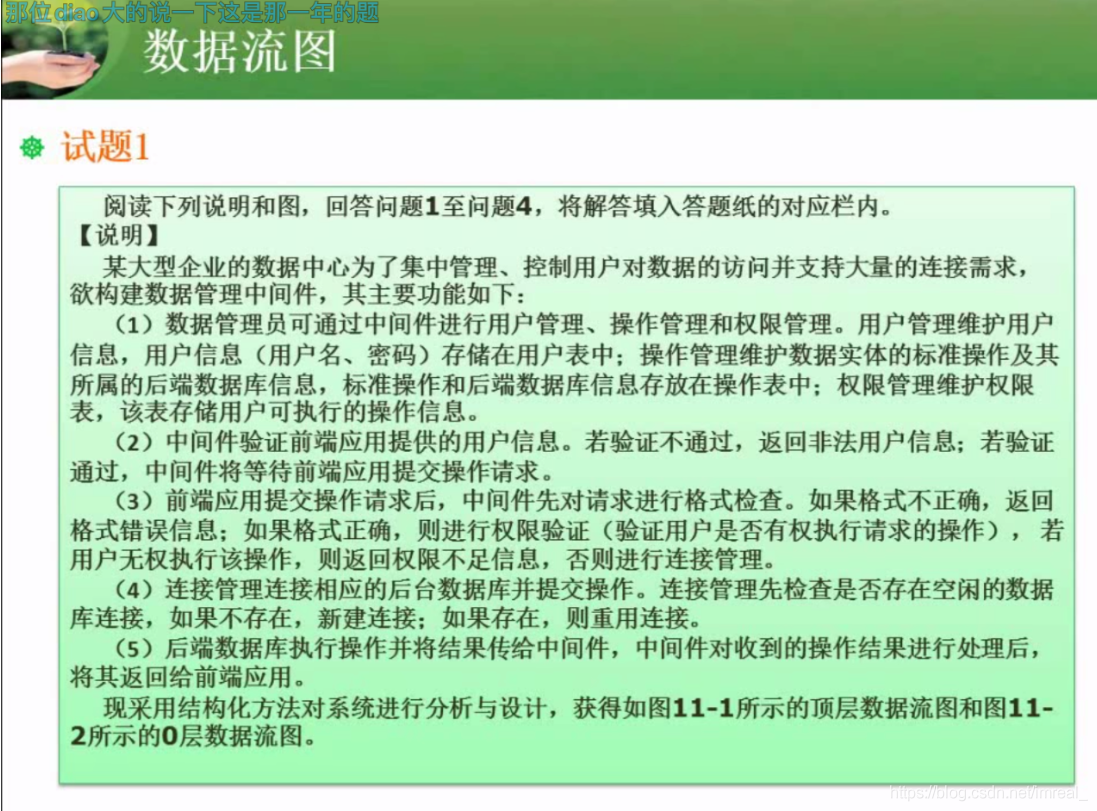 那位diao大的说一下这是那一年的题
数据流图
试题1
阅读下列说明和图，回答问题1至问题4，将解答填入答题纸的对应栏内。
【说明】
某大型企业的数据中心为了集中管理、控制用户对数据的访问并支持大量的连接需求，
欲构建数据管理中间件，其主要功能如下：
（1）数据管理员可通过中间件进行用户管理、操作管理和权限管理。用户管理维护用户
信息，用户信息（用户名、密码）存储在用户表中；操作管理维护数据实体的标准操作及其
所属的后端数据库信息，标准操作和后端数据库信息存放在操作表中；权限管理维护权限
表，该表存储用户可执行的操作信息。
（2）中间件验证前端应用提供的用户信息。若验证不通过，返回非法用户信息；若验证
通过，中间件将等待前端应用提交操作请求。
（3）前端应用提交操作请求后，中间件先对请求进行格式检查。如果格式不正确，返回
格式错误信息；如果格式正确，则进行权限验证（验证用户是否有权执行请求的操作），若
用户无权执行该操作，则返回权限不足信息，否则进行连接管理。
（4）连接管理连接相应的后台数据库并提交操作。连接管理先检查是否存在空闲的数据
库连接，如果不存在，新建连接；如果存在，则重用连接。
（5）后端数据库执行操作并将结果传给中间件，中间件对收到的操作结果进行处理后，
将其返回给前端应用。
现采用结构化方法对系统进行分析与设计，获得如图11-1所示的顶层数据流图和图11-
2所示的0层数据流图。
https://blog.csdn.net/imreal_